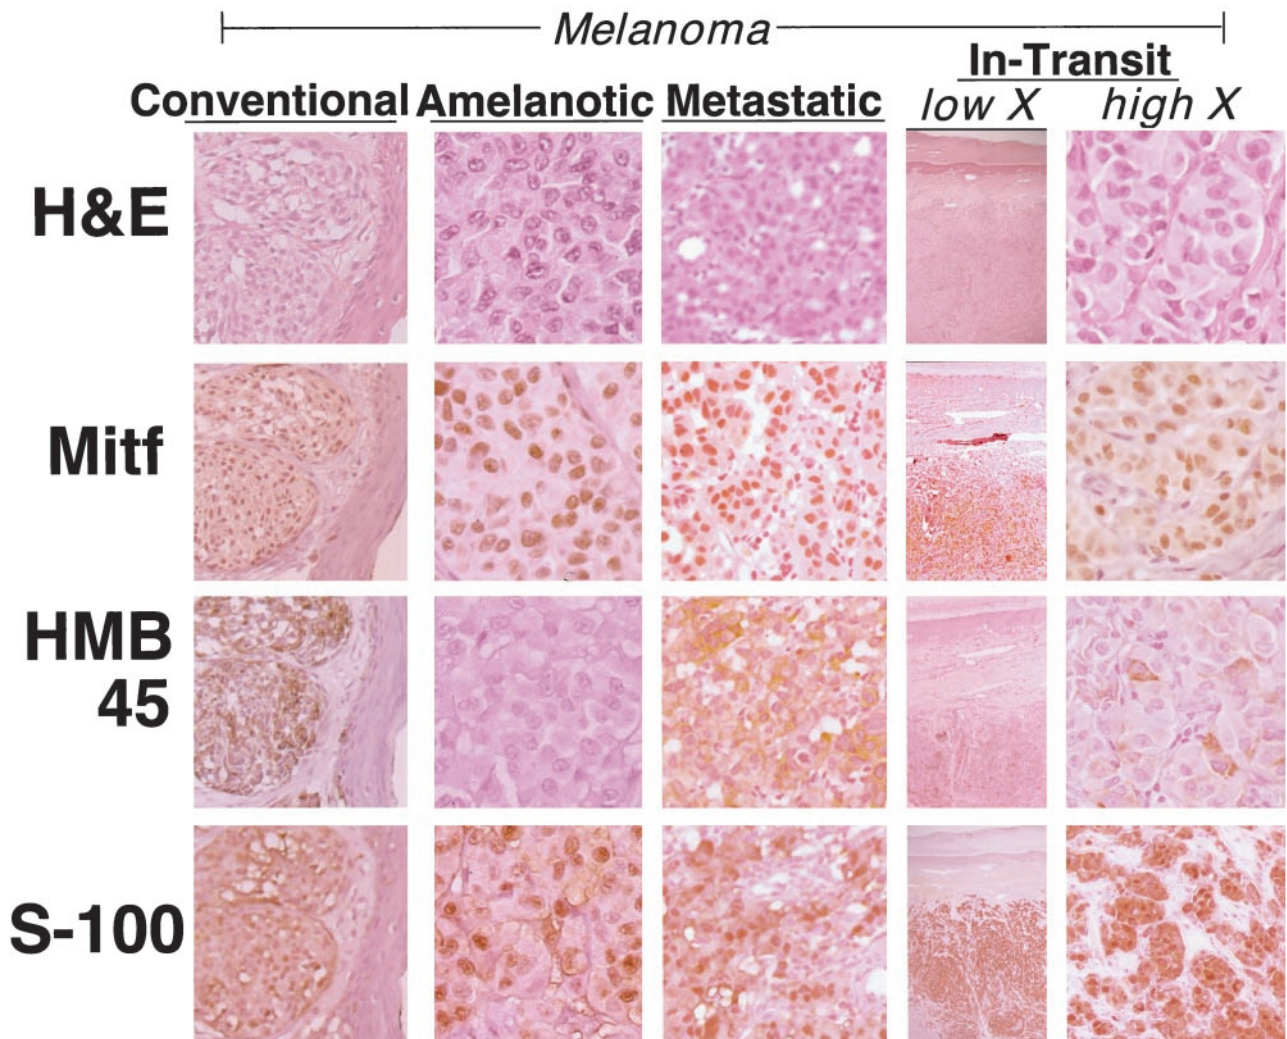 Melanoma
In-Transit
Conventional Amelanotic Metastatic low X high X
H&E
Mitf
HMB
45
S-100